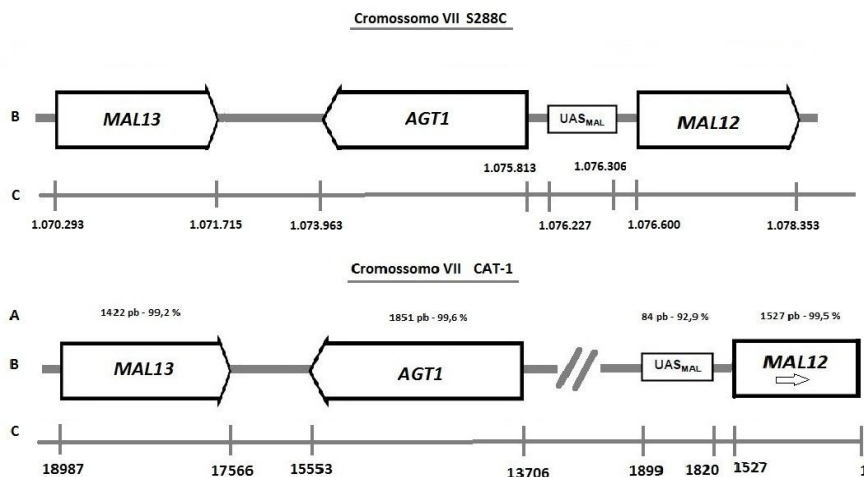 Cromossomo VII S288C
B
MAL13
AGT1
UASMAL
MAL12
C
1.075.813
1.076.306
1.070.293
1.071.715
1.073.963
1.076.227
1.076.600
1.078.353
Cromossomo VII CAT-1
A
1422 pb - 99,2 %
1851 pb - 99,6 %
84 pb - 92,9 %
1527 pb - 99,5 %
B
MAL13
AGT1
UASMAL
MAL12
C
18987
17566
15553
13706
1899
1820
1527
1